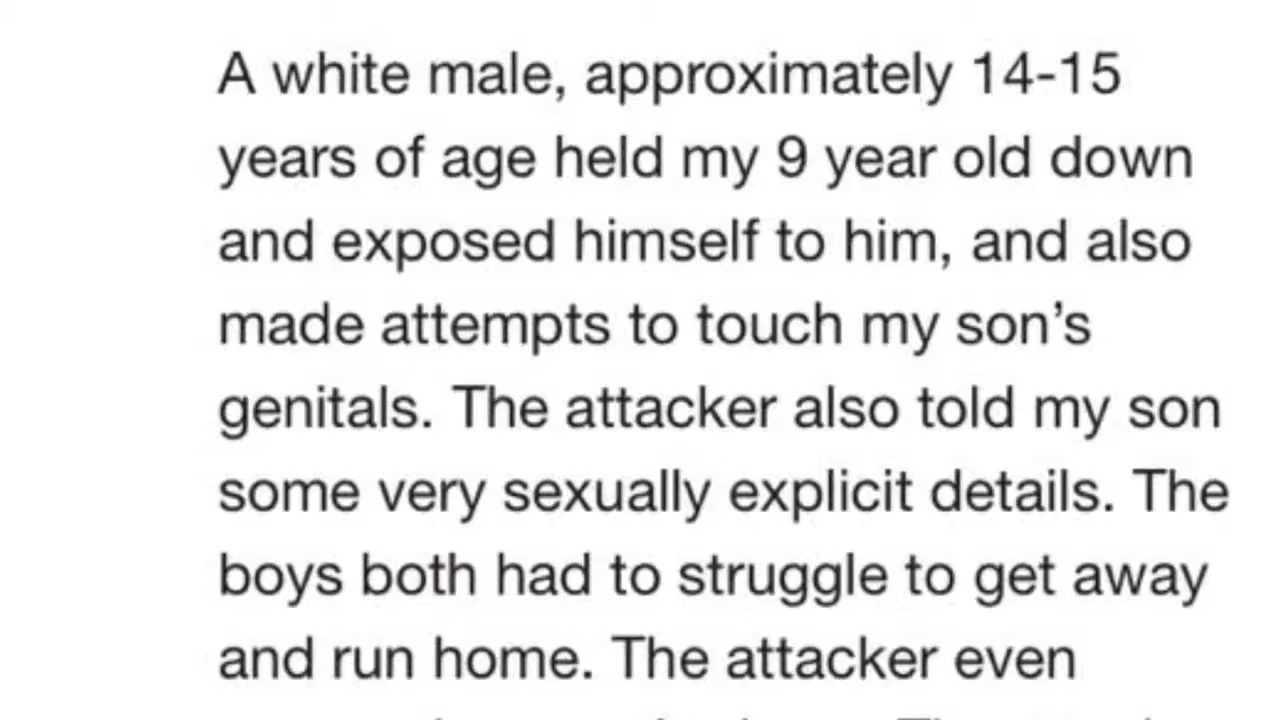 A white male, approximately 14-15
years of age held my 9 year old down
and exposed himself to him, and also
made attempts to touch my son’s
genitals. The attacker also told my son
some very sexually explicit details. The
boys both had to struggle to get away
and run home. The attacker even